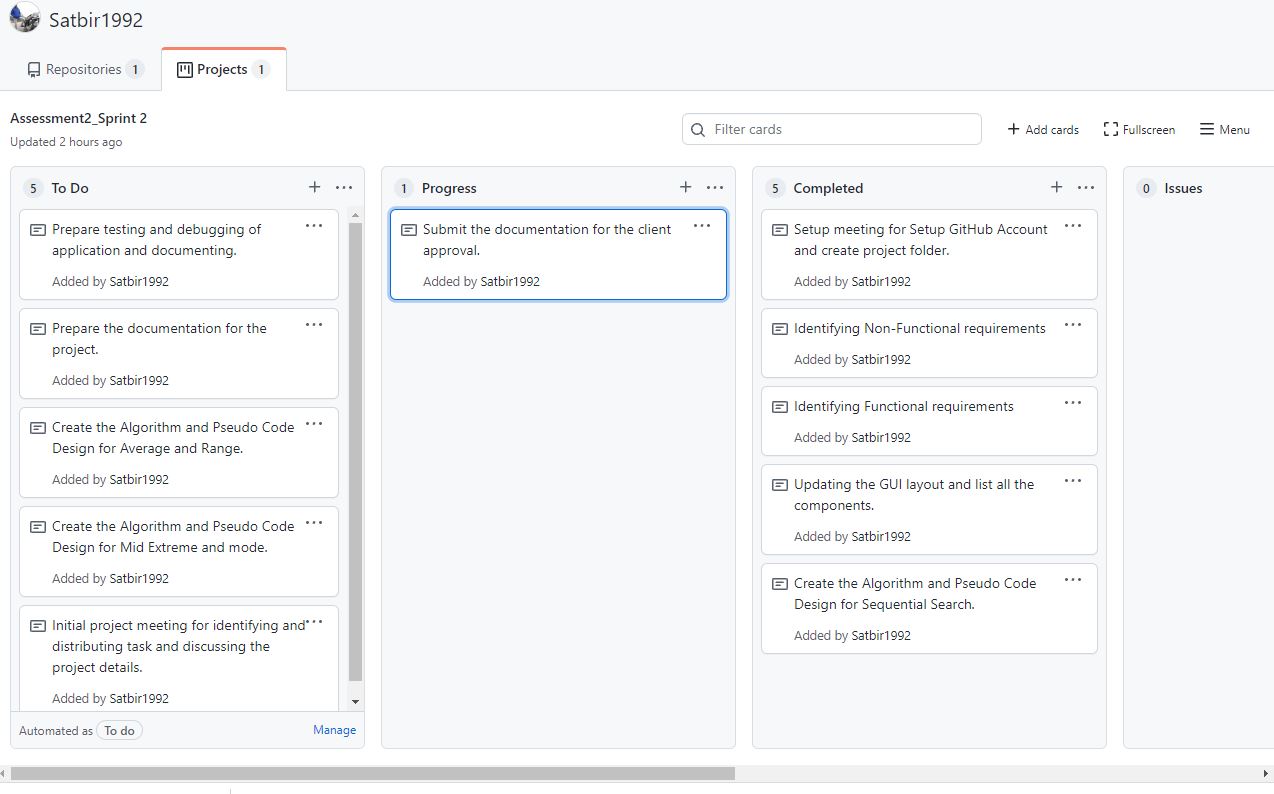 Satbir1992
Repositories 1
Projects 1
Assessment2_Sprint 2
Updated 2 hours ago
Filter cards
Add cards
Fullscreen
Menu
5 To Do
Prepare testing and debugging of
application and documenting.
Added by Satbir1992
Prepare the documentation for the
project.
Added by Satbir1992
Create the Algorithm and Pseudo Code
Design for Average and Range.
Added by Satbir1992
Create the Algorithm and Pseudo Code
Design for Mid Extreme and mode.
Added by Satbir1992
Initial project meeting for identifying and
distributing task and discussing the
project details.
Added by Satbir1992
Automated as To do
Manage
1 Progress
Submit the documentation for the client
approval.
Added by Satbir1992
5 Completed
Setup meeting for Setup GitHub Account
and create project folder.
Added by Satbir1992
Identifying Non-Functional requirements
Added by Satbir1992
Identifying Functional requirements
Added by Satbir1992
Updating the GUI layout and list all the
components.
Added by Satbir1992
Create the Algorithm and Pseudo Code
Design for Sequential Search.
Added by Satbir1992
0 Issues